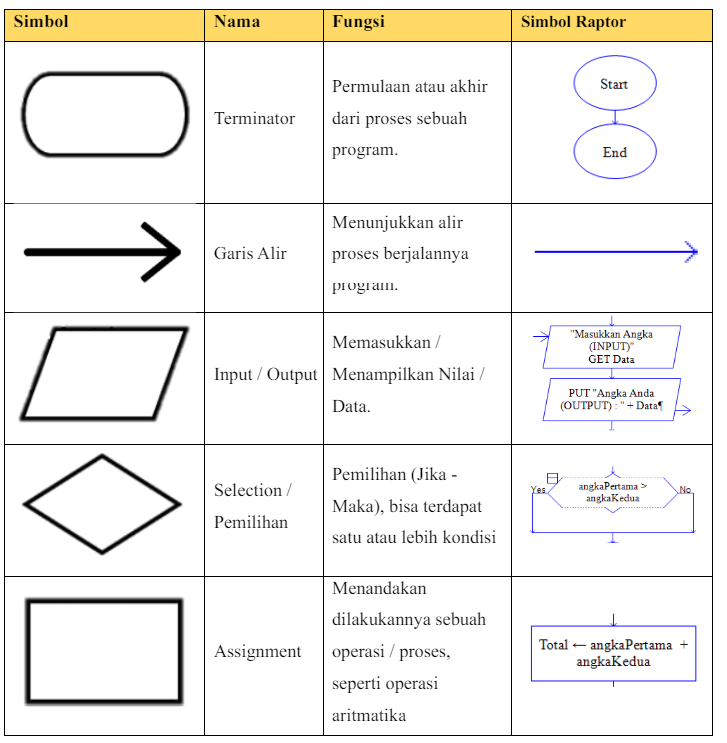 Simbol
Nama
Fungsi
Simbol Raptor
Terminator
Permulaan atau akhir
dari proses sebuah
program.
Start
End
Garis Alir
Menunjukkan alir
proses berjalannya
program.
Input / Output
Memasukkan /
Menampilkan Nilai /
Data.
"Masukkan Angka
(INPUT)"
GET Data
PUT "Angka Anda
(OUTPUT) : " + Data¶
Selection /
Pemilihan
Pemilihan (Jika -
Maka), bisa terdapat
satu atau lebih kondisi
Yes
angkaPertama >
angkaKedua
No
Assignment
Menandakan
dilakukannya sebuah
operasi / proses,
seperti operasi
aritmatika
Total ← angkaPertama +
angkaKedua